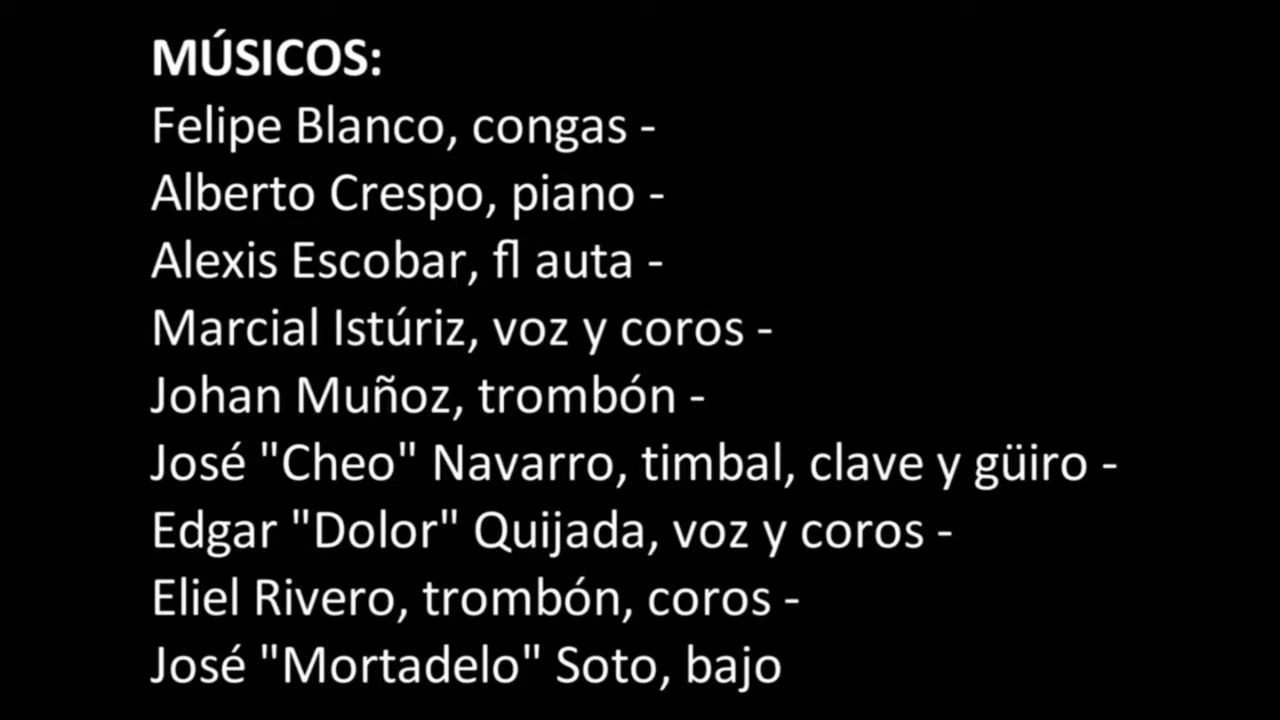 MÚSICOS:
Felipe Blanco, congas -
Alberto Crespo, piano -
Alexis Escobar, fl auta -
Marcial Istúriz, voz y coros -
Johan Muñoz, trombón -
José "Cheo" Navarro, timbal, clave y güiro -
Edgar "Dolor" Quijada, voz y coros -
Eliel Rivero, trombón, coros -
José "Mortadelo" Soto, bajo